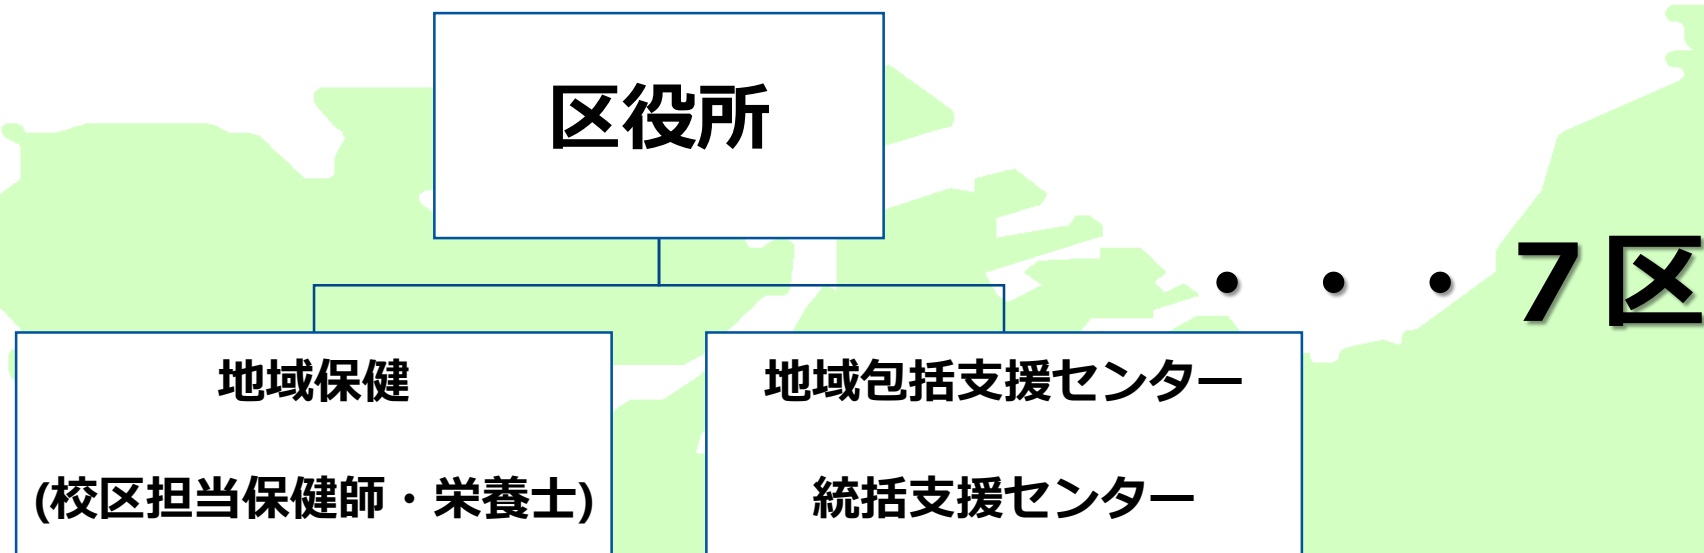 区役所
・・・７区
地域保健
(校区担当保健師・栄養士)
地域包括支援センター
統括支援センター